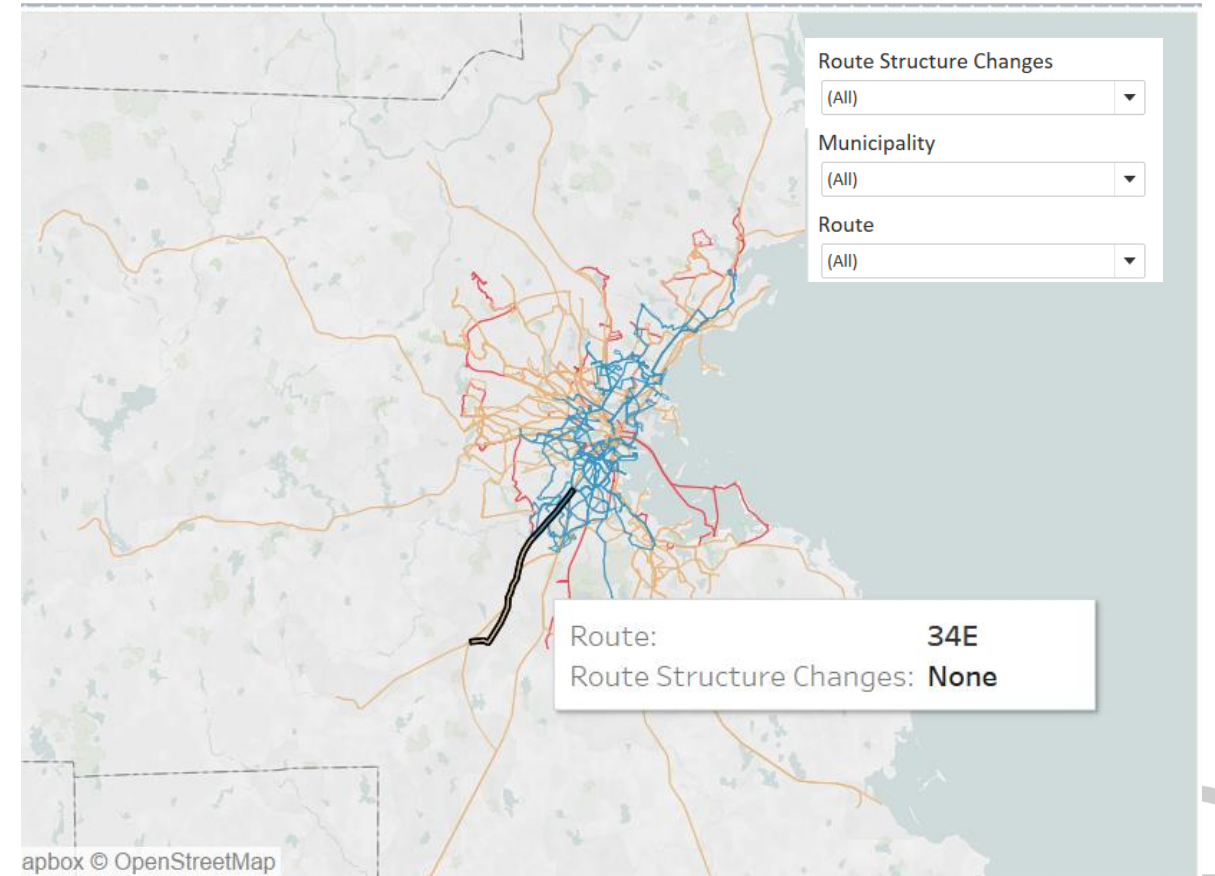 Route Structure Changes
(All)
Municipality
(All)
Route
(All)
Route: 34E
Route Structure Changes: None
apbox © OpenStreetMap